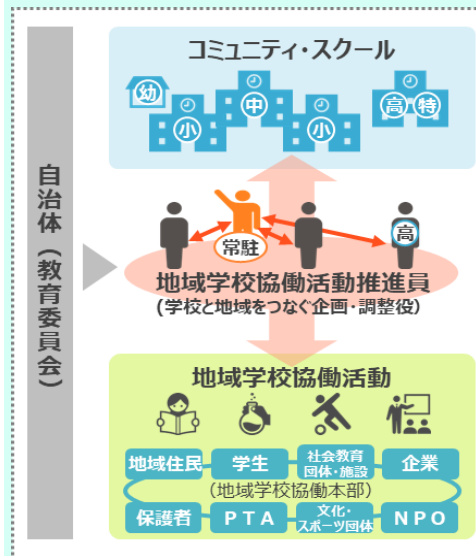 コミュニティ・スクール
幼
小
中
小
高
特
自治体（教育委員会）
常駐
高
地域学校協働活動推進員
(学校と地域をつなぐ企画・調整役)
地域学校協働活動
地域住民
学生
社会教育
団体・施設
企業
(地域学校協働本部)
保護者
ＰＴＡ
文化・
スポーツ団体
ＮＰＯ